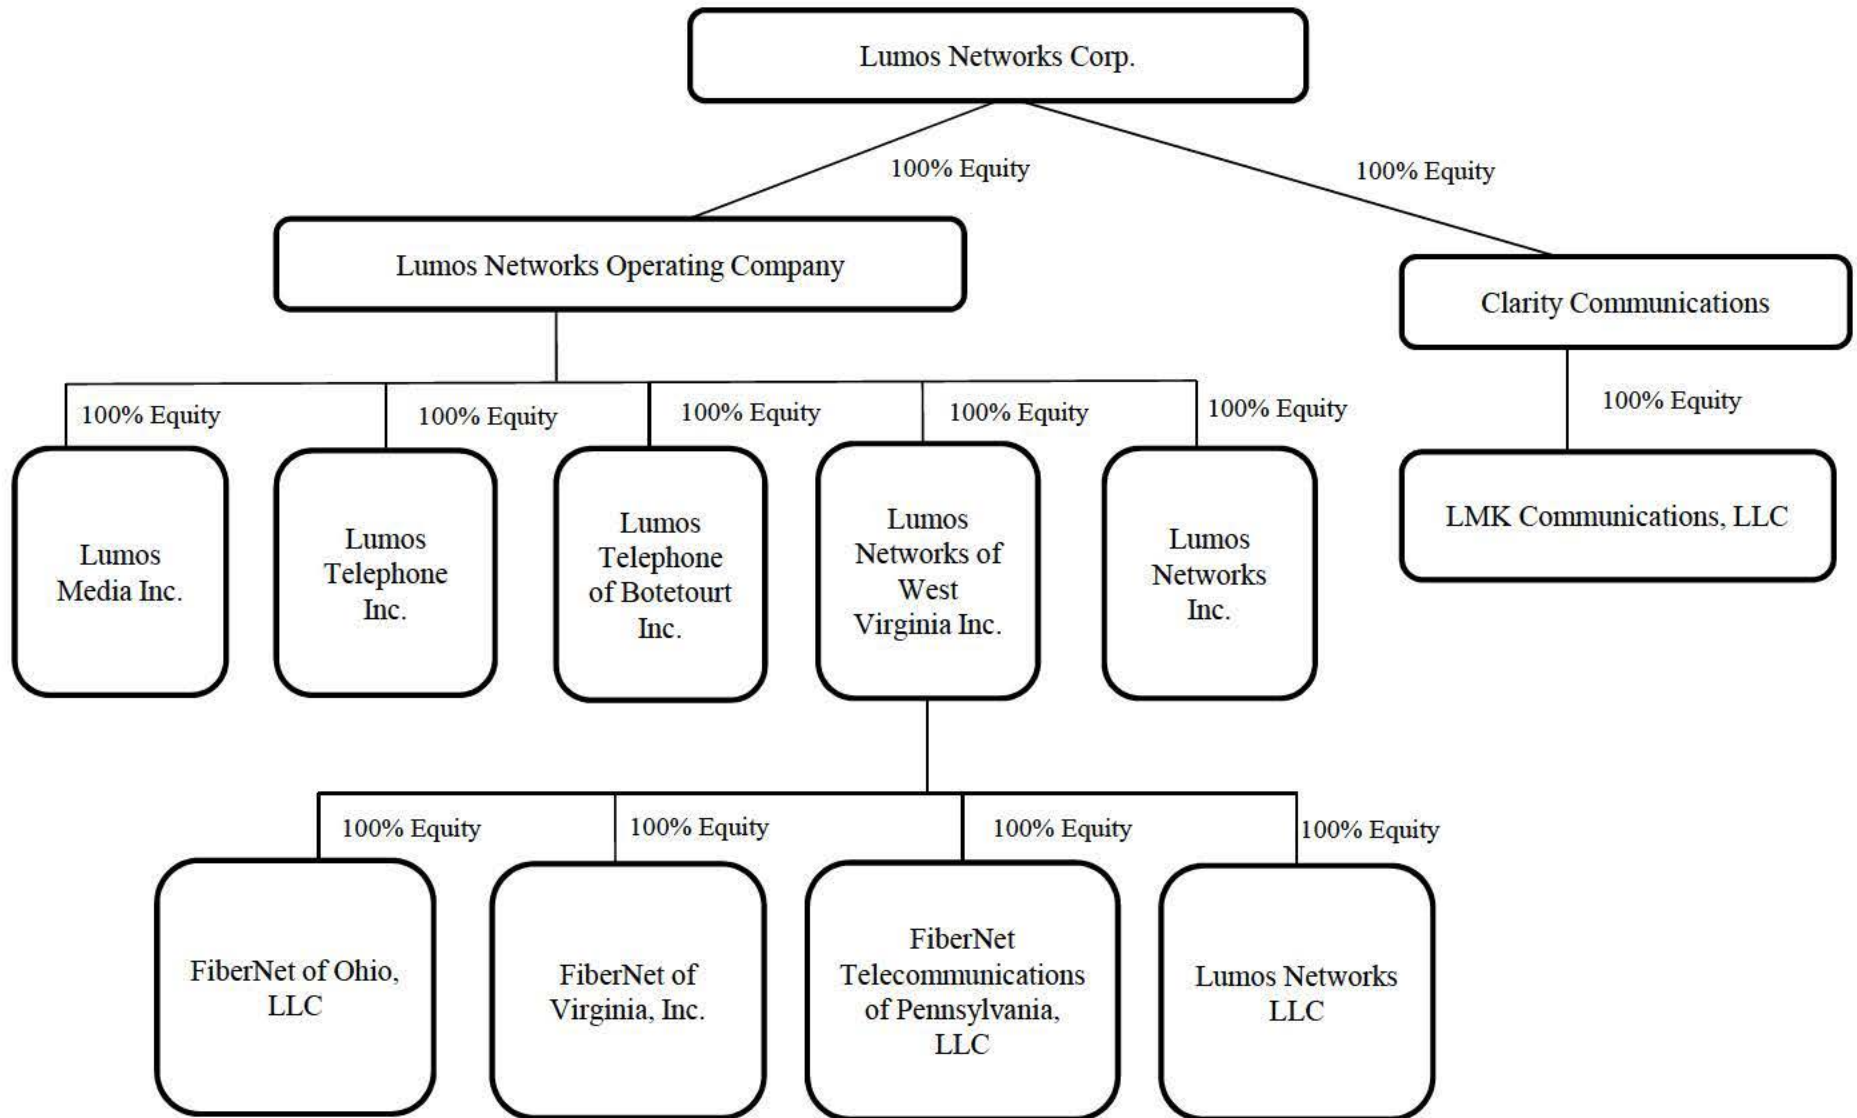 Lumos Networks Corp.
100% Equity
100% Equity
Lumos Networks Operating Company
Clarity Communications
100% Equity
100% Equity
100% Equity
100% Equity
100% Equity
100% Equity
Lumos
Media Inc.
Lumos
Telephone
Inc.
Lumos
Telephone
of Botetourt
Inc.
Lumos
Networks of
West
Virginia Inc.
Lumos
Networks
Inc.
LMK Communications, LLC
100% Equity
100% Equity
100% Equity
100% Equity
FiberNet of Ohio,
LLC
FiberNet of
Virginia, Inc.
FiberNet
Telecommunications
of Pennsylvania,
LLC
Lumos Networks
LLC